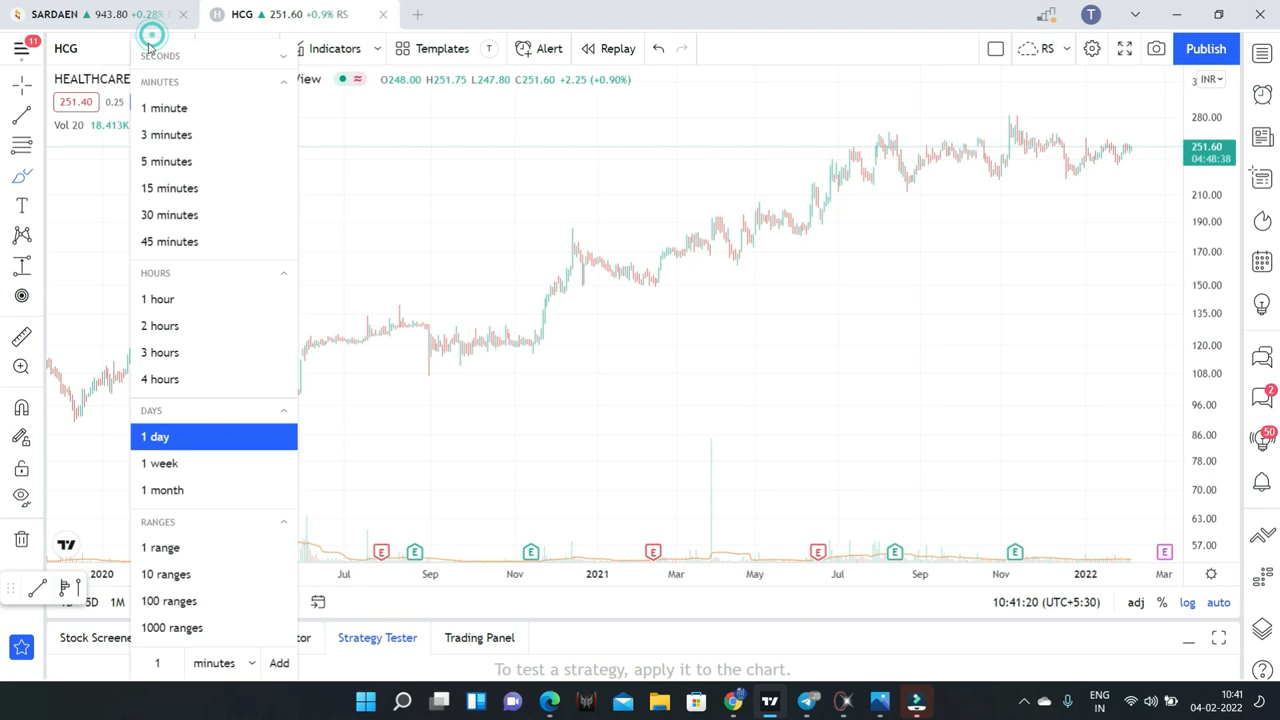 SARDAEN ▲ 943.80 +0.28%
HCG ▲ 251.60 +0.9% RS
T
11
HCG
Indicators
Templates
T
Alert
Replay
RS
Publish
SECONDS
HEALTHCARE
View
O248.00 H251.75 L247.80 C251.60 +2.25 (+0.90%)
INR
MINUTES
251.40
0.25
1 minute
Vol 20 18.413K
3 minutes
5 minutes
15 minutes
30 minutes
45 minutes
HOURS
1 hour
2 hours
3 hours
4 hours
DAYS
1 day
1 week
1 month
RANGES
1 range
10 ranges
100 ranges
1000 ranges
1 minutes Add
280.00
251.60
04:48:38
210.00
190.00
170.00
150.00
135.00
120.00
108.00
96.00
86.00
78.00
70.00
63.00
57.00
2
50
E E E E E E E E
2020 Jul Sep Nov 2021 Mar May Jul Sep Nov 2022 Mar
5D 1M
10:41:20 (UTC+5:30) adj % log auto
Stock Screene
tor
Strategy Tester
Trading Panel
To test a strategy, apply it to the chart.
ENG
IN
10:41
04-02-2022